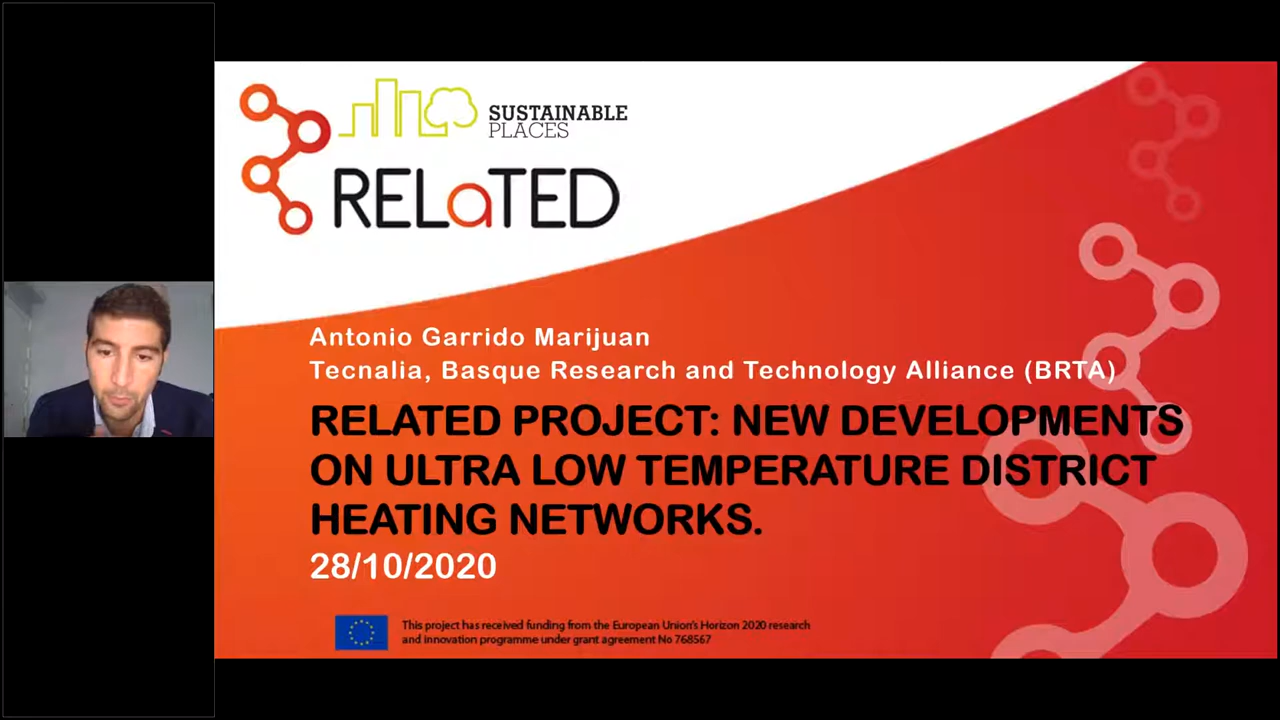 SUSTAINABLE
PLACES
RELaTED
Antonio Garrido Marijuan
Tecnalia, Basque Research and Technology Alliance (BRTA)
RELATED PROJECT: NEW DEVELOPMENTS
ON ULTRA LOW TEMPERATURE DISTRICT
HEATING NETWORKS.
28/10/2020
This project has received funding from the European Union's Horizon 2020 research
and innovation programme under grant agreement No 768567